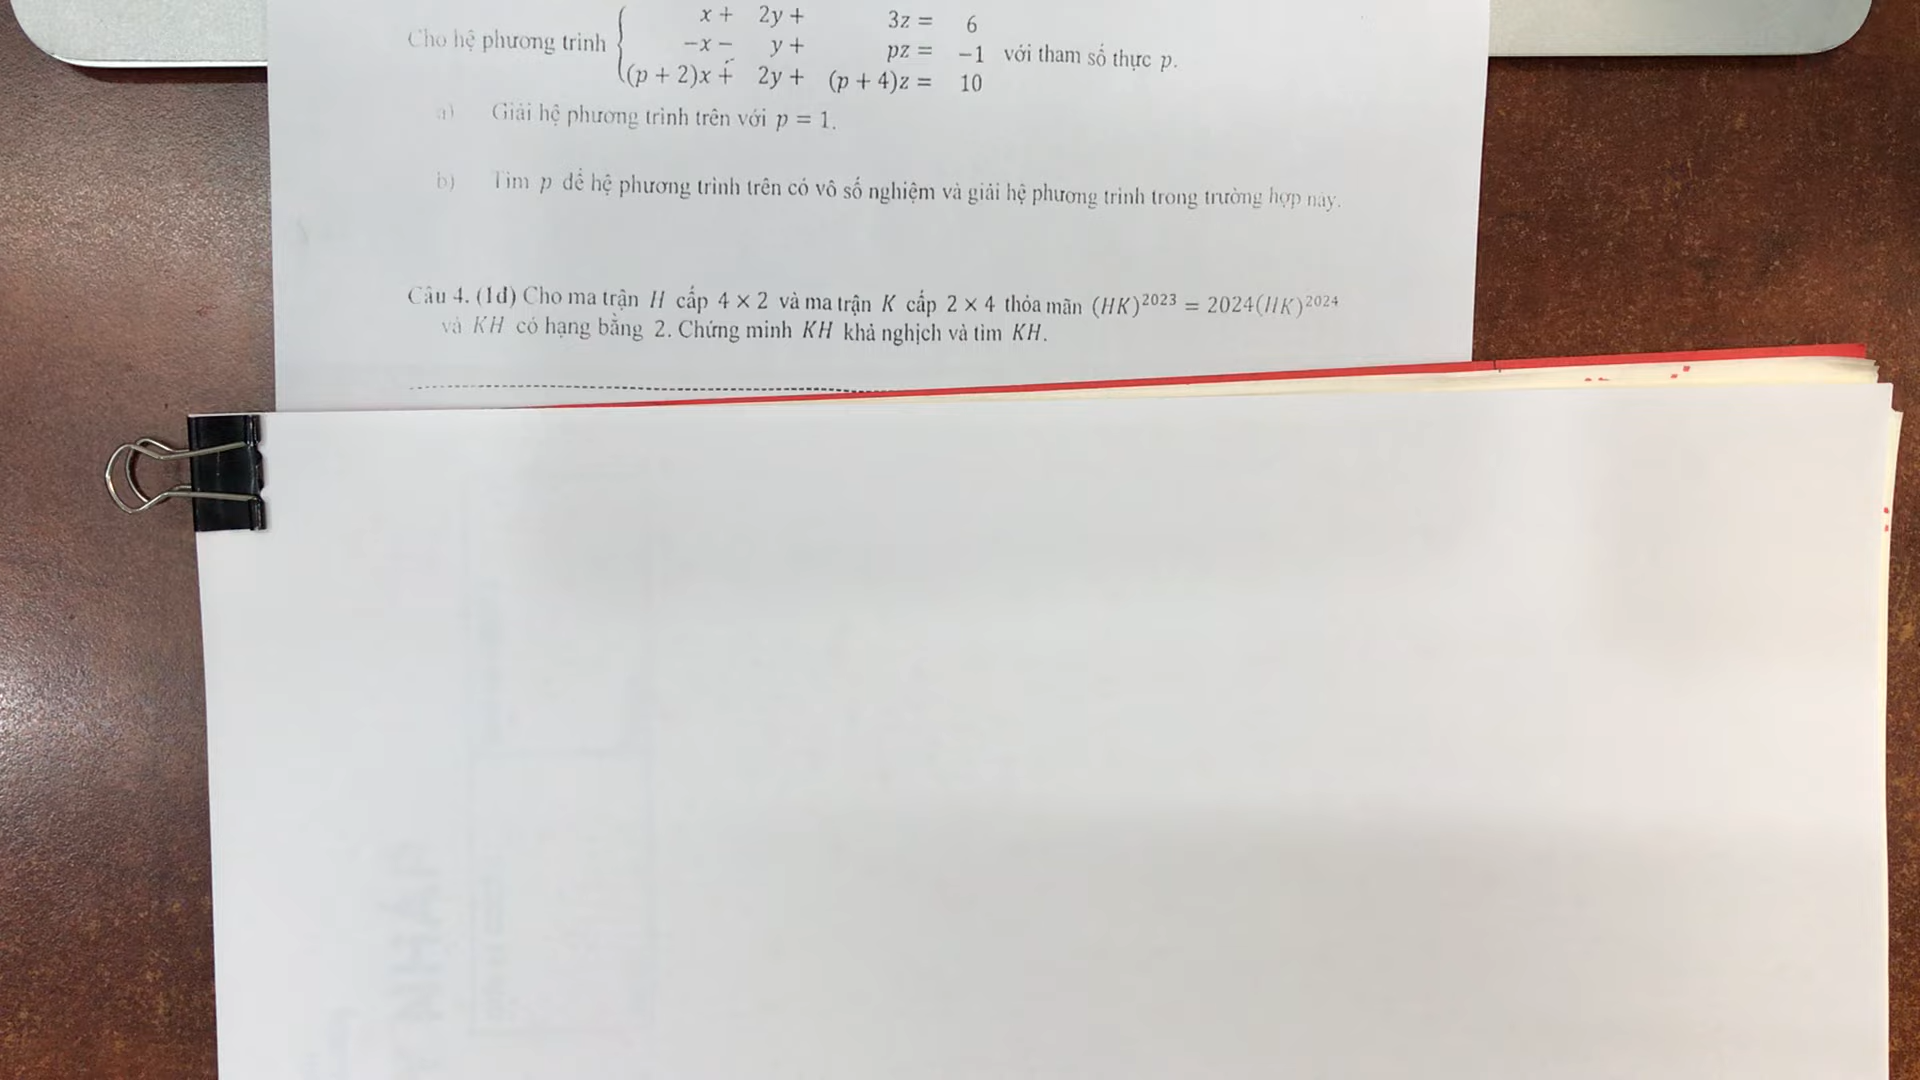 Cho hệ phương trình { x + 2y + 3z = 6
−x − y + pz = −1 với tham số thực p.
(p + 2)x + 2y + (p + 4)z = 10
a) Giải hệ phương trình trên với p = 1.
b) Tìm p để hệ phương trình trên có vô số nghiệm và giải hệ phương trình trong trường hợp này.
Câu 4. (1đ) Cho ma trận H cấp 4 × 2 và ma trận K cấp 2 × 4 thỏa mãn (HK)²⁰²³ = 2024(HK)²⁰²⁴
và KH có hạng bằng 2. Chứng minh KH khả nghịch và tìm KH.